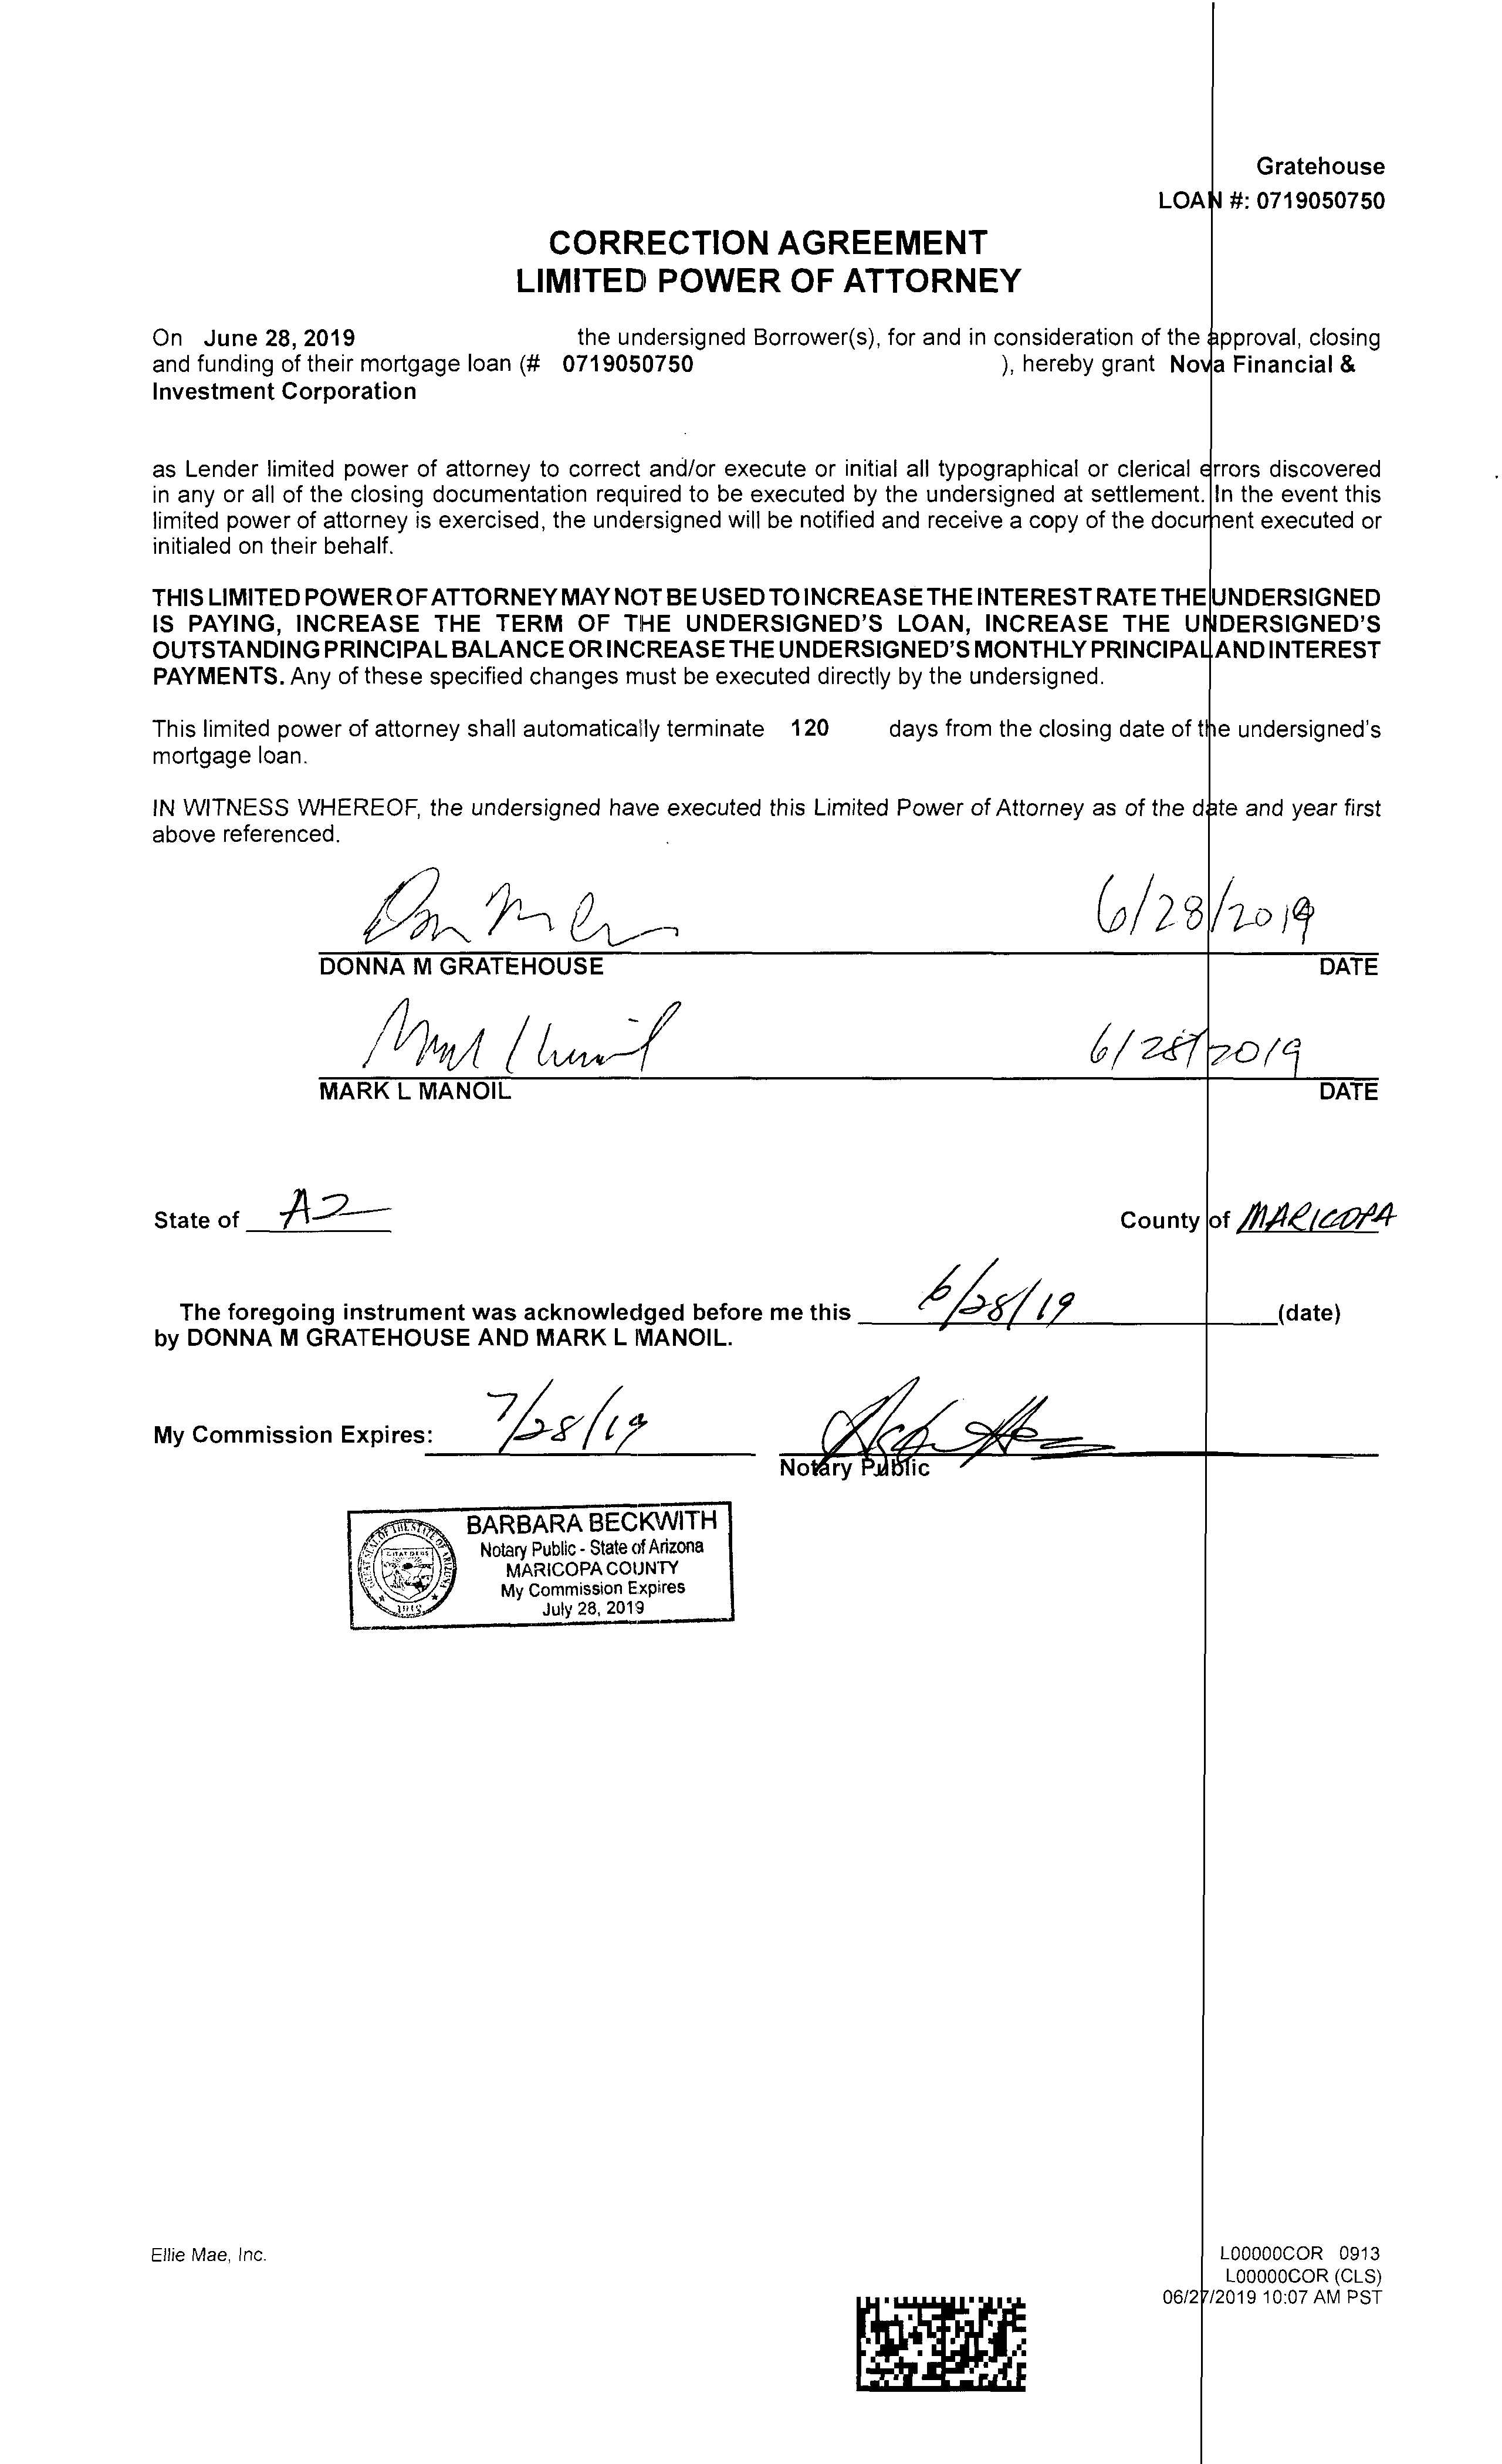 Gratehouse
LOAN #: 0719050750
CORRECTION AGREEMENT
LIMITED POWER OF ATTORNEY
On June 28, 2019 the undersigned Borrower(s), for and in consideration of the approval, closing
and funding of their mortgage loan (# 0719050750 ), hereby grant Nova Financial &
Investment Corporation
as Lender limited power of attorney to correct and/or execute or initial all typographical or clerical errors discovered
in any or all of the closing documentation required to be executed by the undersigned at settlement. In the event this
limited power of attorney is exercised, the undersigned will be notified and receive a copy of the document executed or
initialed on their behalf.
THIS LIMITED POWER OF ATTORNEY MAY NOT BE USED TO INCREASE THE INTEREST RATE THE UNDERSIGNED
IS PAYING, INCREASE THE TERM OF THE UNDERSIGNED'S LOAN, INCREASE THE UNDERSIGNED'S
OUTSTANDING PRINCIPAL BALANCE OR INCREASE THE UNDERSIGNED'S MONTHLY PRINCIPAL AND INTEREST
PAYMENTS. Any of these specified changes must be executed directly by the undersigned.
This limited power of attorney shall automatically terminate 120 days from the closing date of the undersigned's
mortgage loan.
IN WITNESS WHEREOF, the undersigned have executed this Limited Power of Attorney as of the date and year first
above referenced.
6/28/2019
DONNA M GRATEHOUSE DATE
6/28/2019
MARK L MANOIL DATE
State of AZ County of MARICOPA
The foregoing instrument was acknowledged before me this 6/28/19 (date)
by DONNA M GRATEHOUSE AND MARK L MANOIL.
My Commission Expires: 7/28/19
Notary Public
BARBARA BECKWITH
Notary Public - State of Arizona
MARICOPA COUNTY
My Commission Expires
July 28, 2019
Ellie Mae, Inc.
L00000COR 0913
L00000COR (CLS)
06/27/2019 10:07 AM PST